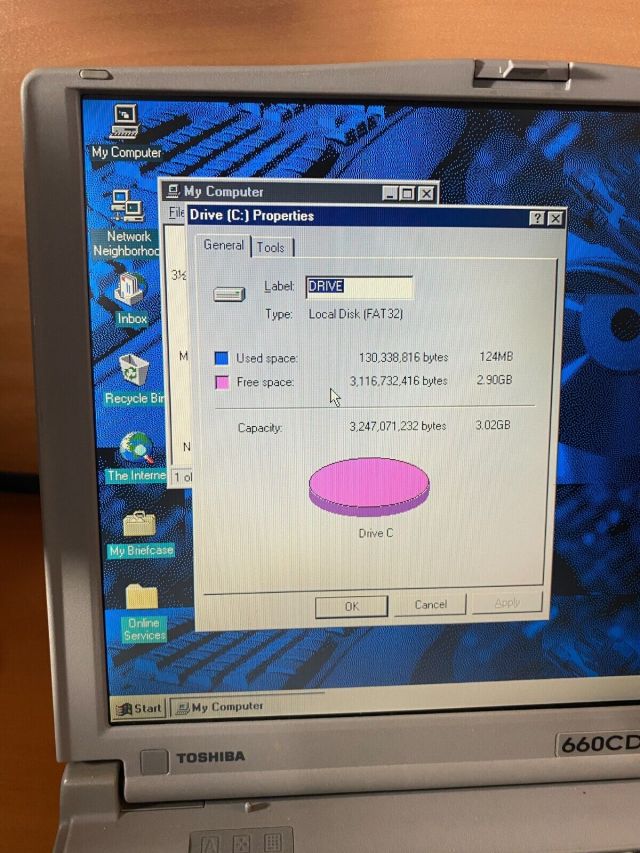 My Computer
Network
Neighborhoo
Inbox
Recycle Bin
The Interne
My Briefcase
Online
Services
My Computer
File
3½
M
N
1 o
Drive (C:) Properties
General Tools
Label: DRIVE
Type: Local Disk (FAT32)
Used space: 130,338,816 bytes 124MB
Free space: 3,116,732,416 bytes 2.90GB
Capacity: 3,247,071,232 bytes 3.02GB
Drive C
OK Cancel Apply
Start My Computer
TOSHIBA
660CD
A